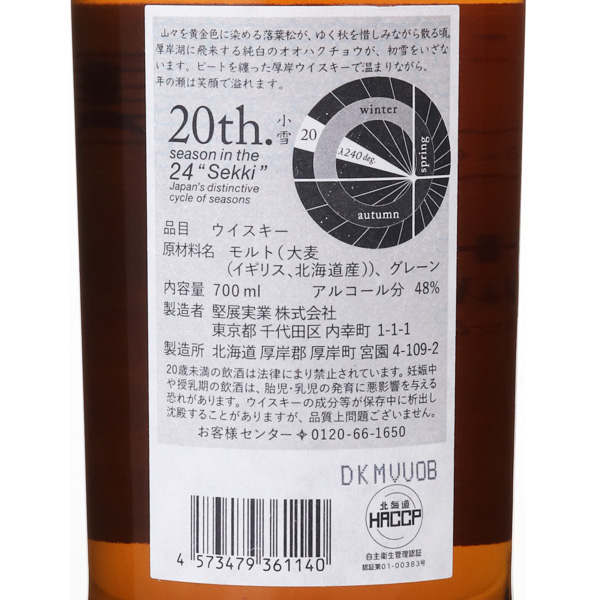 山々を黄金色に染める落葉松が、ゆく秋を惜しみながら散る頃。
厚岸湖に飛来する純白のオオハクチョウが、初雪をいざな
います。ピートを纏った厚岸ウイスキーで温まりながら、
年の瀬は笑顔で溢れます。
20th. 小雪
season in the
24 "Sekki"
Japan's distinctive
cycle of seasons
20
winter
λ240 deg.
spring
autumn
品目 ウイスキー
原材料名 モルト(大麦
(イギリス、北海道産))、グレーン
内容量 700ml アルコール分 48%
製造者 堅展実業 株式会社
東京都 千代田区 内幸町 1-1-1
製造所 北海道 厚岸郡 厚岸町 宮園 4-109-2
20歳未満の飲酒は法律により禁止されています。妊娠中
や授乳期の飲酒は、胎児・乳児の発育に悪影響を与える
恐れがあります。ウイスキーの成分等が保存中に析出し
沈殿することがありますが、品質上問題ございません。
お客様センター✧0120-66-1650
DKMVVOB
北海道
HACCP
自主衛生管理認証
認証第01-00383号
4 573479 361140